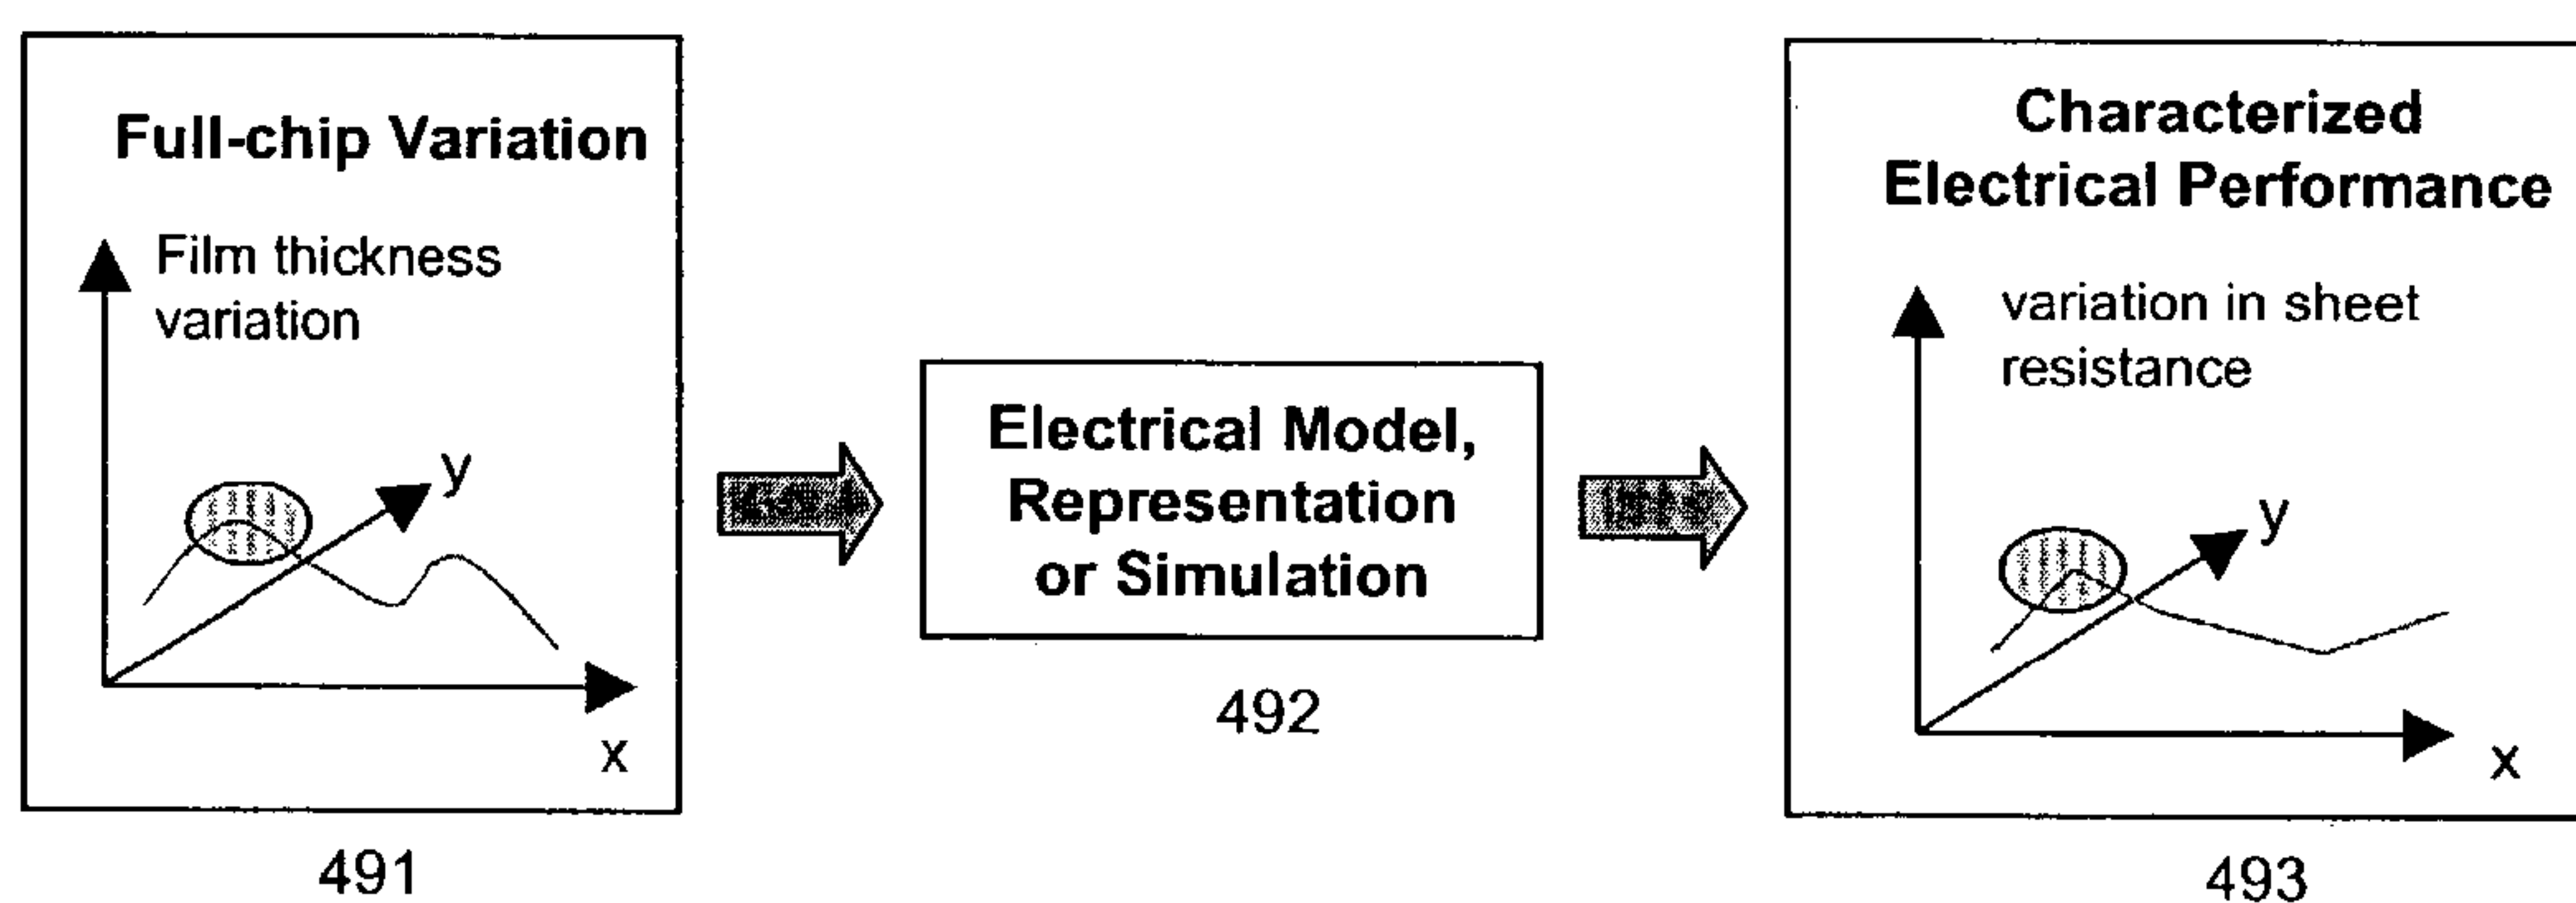 Full-chip Variation
Film thickness
variation
y
x
491
Electrical Model,
Representation
or Simulation
492
Characterized
Electrical Performance
variation in sheet
resistance
y
x
493